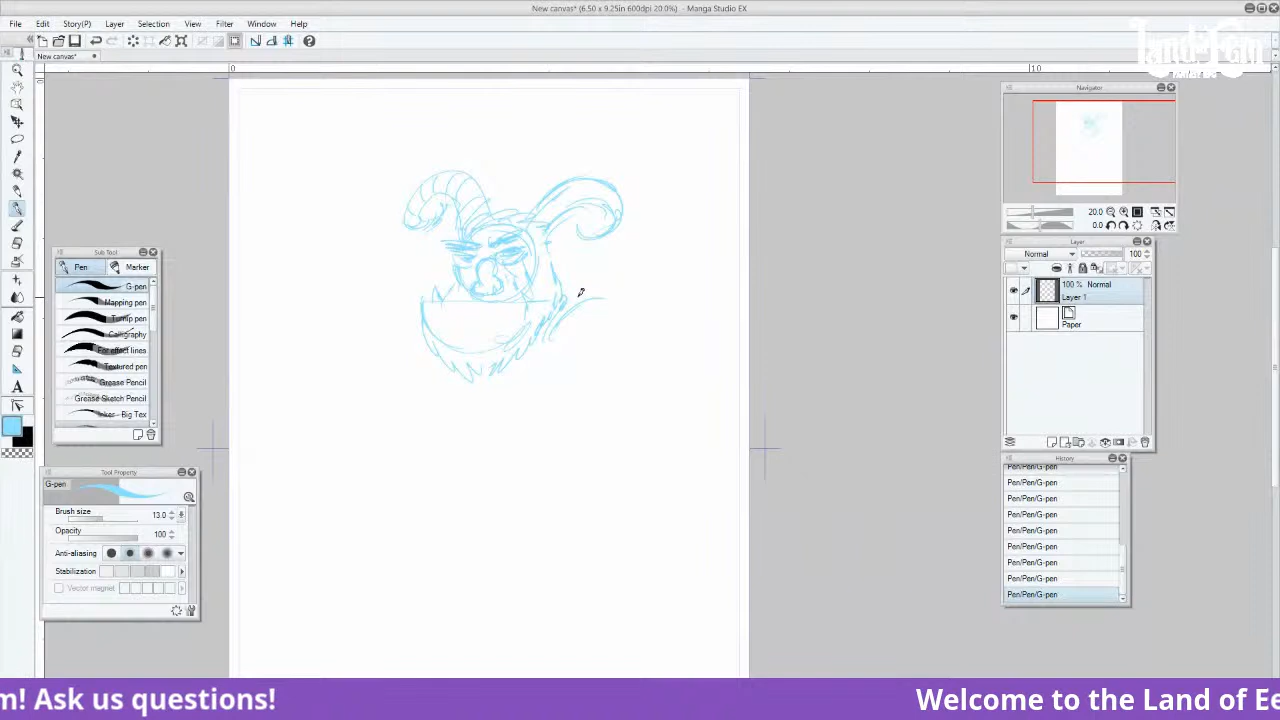 New canvas* (6.50 x 9.25in 600dpi 20.0%) - Manga Studio EX
File Edit Story(P) Layer Selection View Filter Window Help
New canvas*
0 10
Navigator
20.0
0.0
Layer
Normal 100
100 % Normal
Layer 1
Paper
History
Pen/Pen/G-pen
Pen/Pen/G-pen
Pen/Pen/G-pen
Pen/Pen/G-pen
Pen/Pen/G-pen
Pen/Pen/G-pen
Pen/Pen/G-pen
Pen/Pen/G-pen
Pen/Pen/G-pen
Sub Tool
Pen Marker
G-pen
Mapping pen
Turnip pen
Calligraphy
For effect lines
Textured pen
Grease Pencil
Grease Sketch Pencil
Inker - Big Tex
A
Tool Property
G-pen
Brush size 13.0
Opacity 100
Anti-aliasing
Stabilization
Vector magnet
m! Ask us questions! Welcome to the Land of Ee